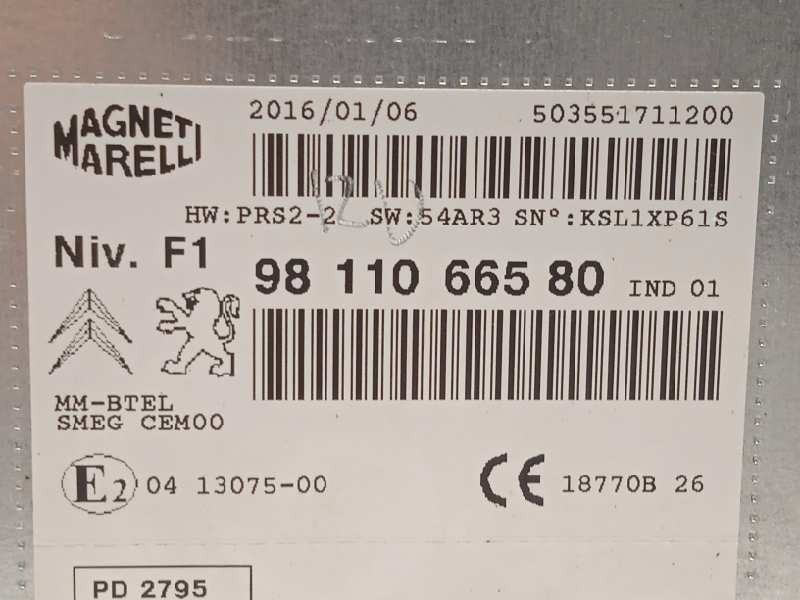 MAGNETI MARELLI
2016/01/06 503551711200
HW:PRS2-2 SW:54AR3 SN°:KSL1XP61S
Niv. F1
98 110 665 80 IND 01
MM-BTEL
SMEG CEM00
E2 04 13075-00
CE 18770B 26
PD 2795